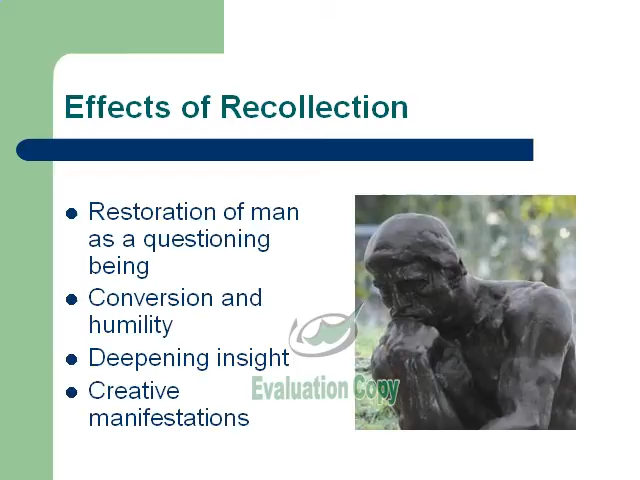 Effects of Recollection
Restoration of man
as a questioning
being
Conversion and
humility
Deepening insight
Creative
manifestations
Evaluation Copy